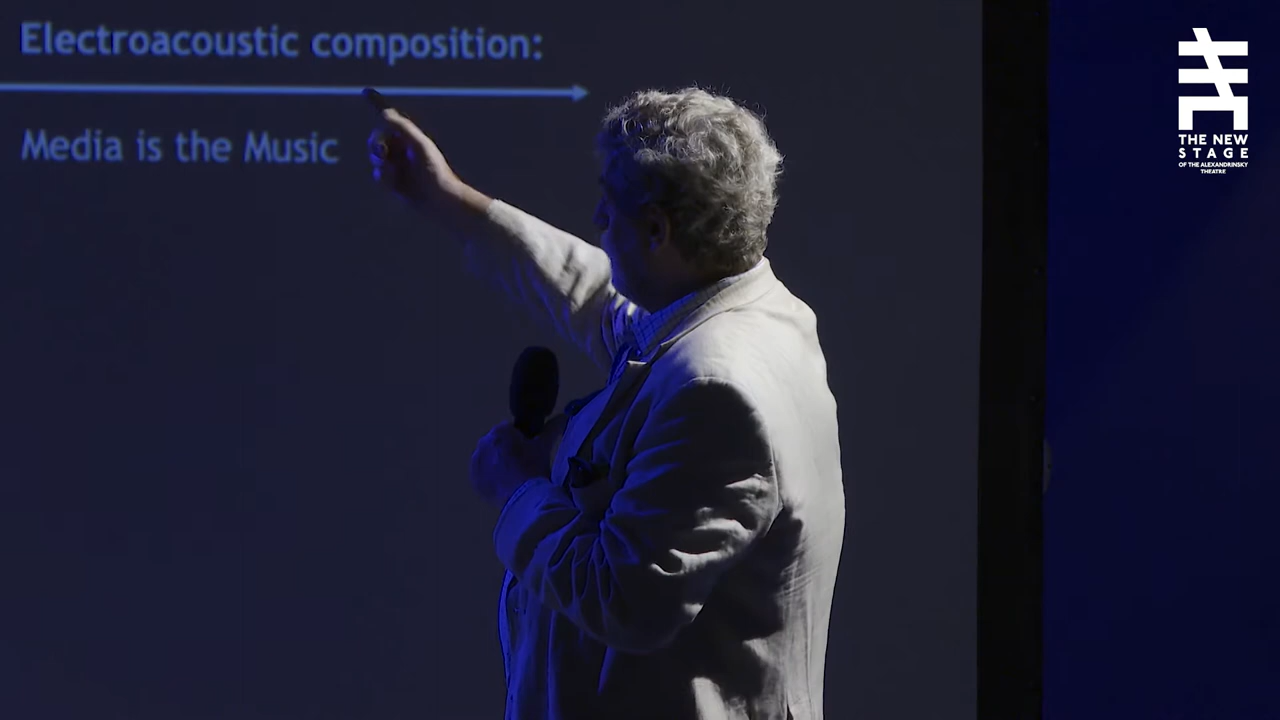 Electroacoustic composition:
Media is the Music
THE NEW
STAGE
OF THE ALEXANDRINSKY
THEATRE